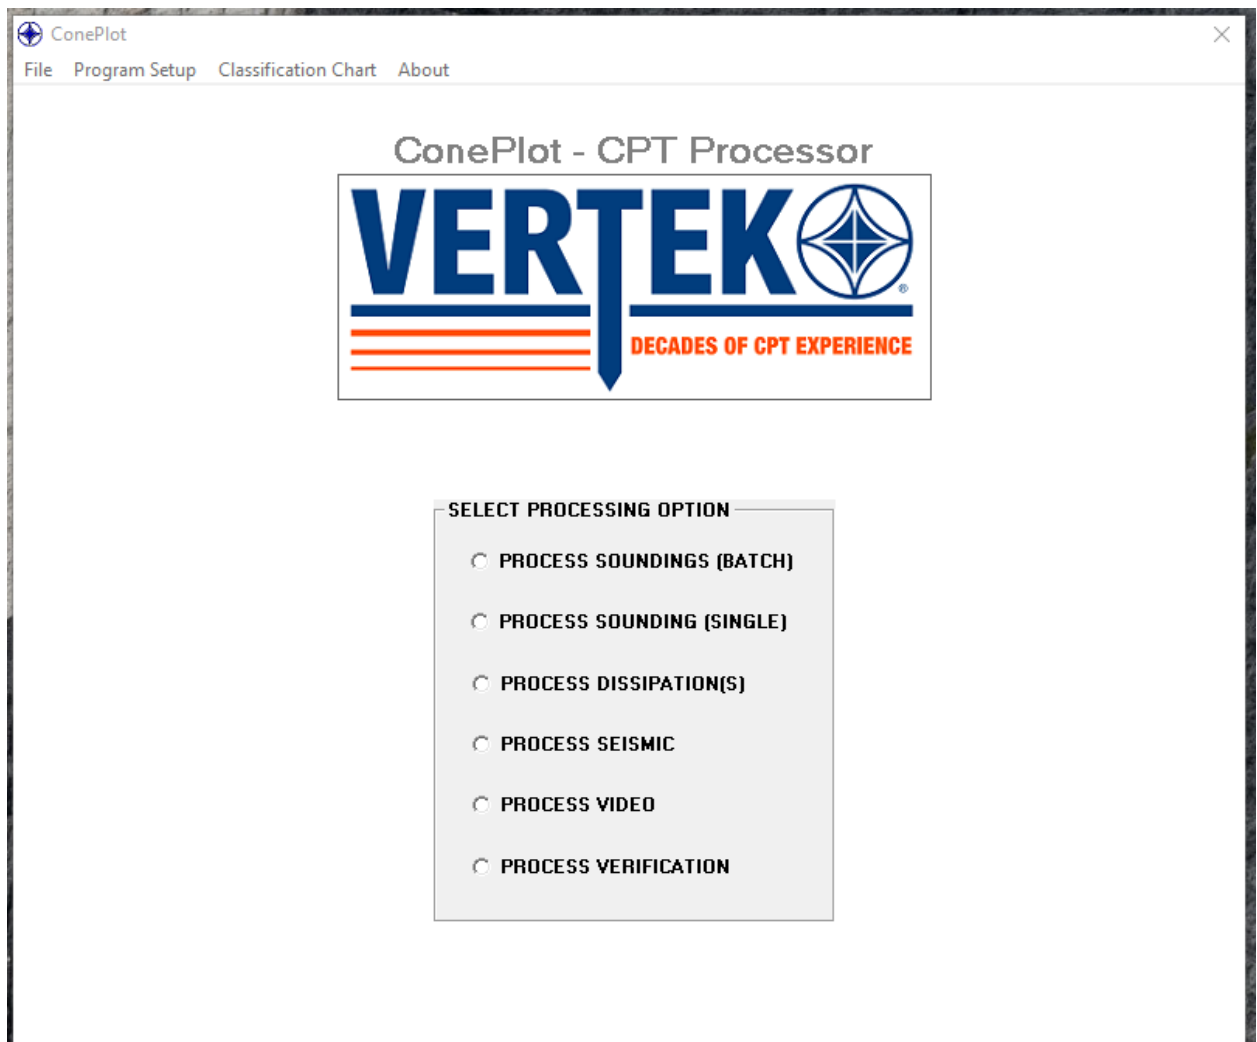 ConePlot
File Program Setup Classification Chart About
ConePlot - CPT Processor
VERTEK
®
DECADES OF CPT EXPERIENCE
SELECT PROCESSING OPTION
PROCESS SOUNDINGS (BATCH)
PROCESS SOUNDING (SINGLE)
PROCESS DISSIPATION(S)
PROCESS SEISMIC
PROCESS VIDEO
PROCESS VERIFICATION